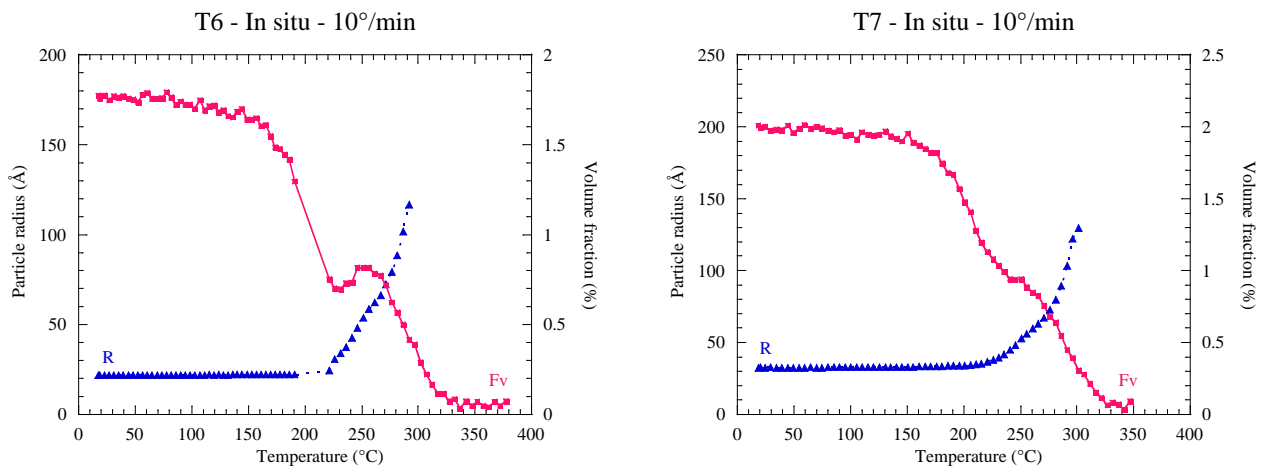 T6 - In situ - 10°/min
200
150
100
50
0
Particle radius (Å)
2
1.5
1
0.5
0
Volume fraction (%)
R
Fv
0 50 100 150 200 250 300 350 400
Temperature (°C)
T7 - In situ - 10°/min
250
200
150
100
50
0
Particle radius (Å)
2.5
2
1.5
1
0.5
0
Volume fraction (%)
R
Fv
0 50 100 150 200 250 300 350 400
Temperature (°C)